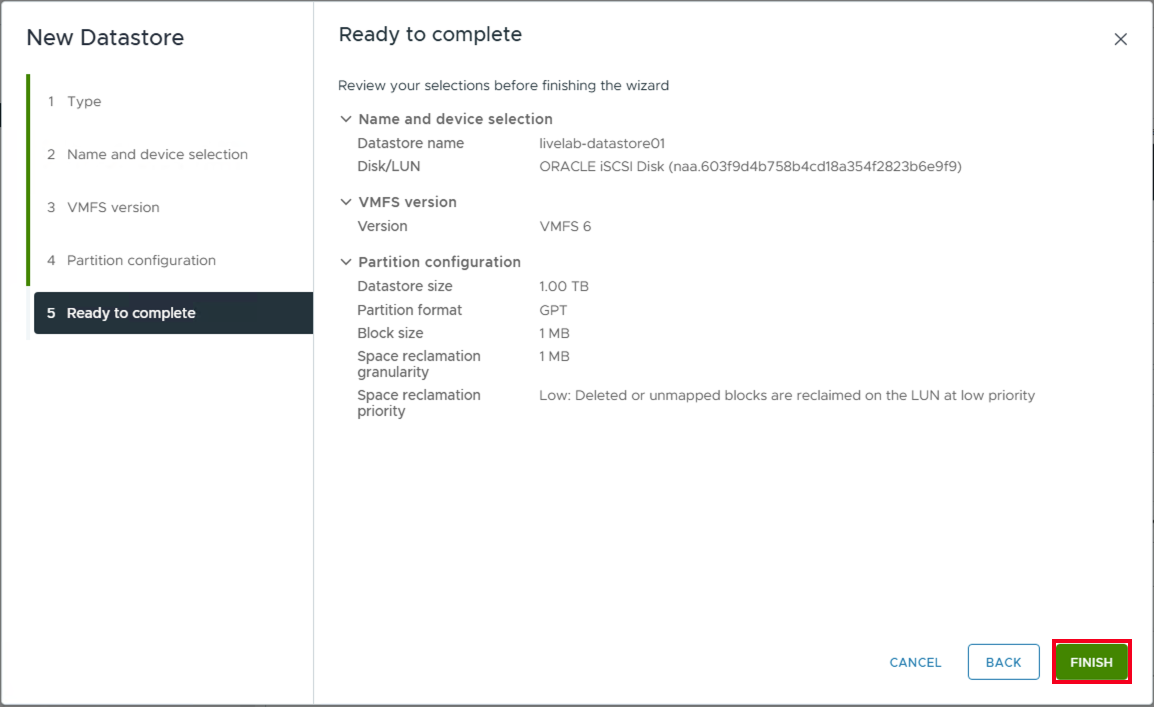 New Datastore
1 Type
2 Name and device selection
3 VMFS version
4 Partition configuration
5 Ready to complete
Ready to complete
Review your selections before finishing the wizard
Name and device selection
Datastore name livelab-datastore01
Disk/LUN ORACLE iSCSI Disk (naa.603f9d4b758b4cd18a354f2823b6e9f9)
VMFS version
Version VMFS 6
Partition configuration
Datastore size 1.00 TB
Partition format GPT
Block size 1 MB
Space reclamation 1 MB
granularity
Space reclamation Low: Deleted or unmapped blocks are reclaimed on the LUN at low priority
priority
CANCEL BACK FINISH